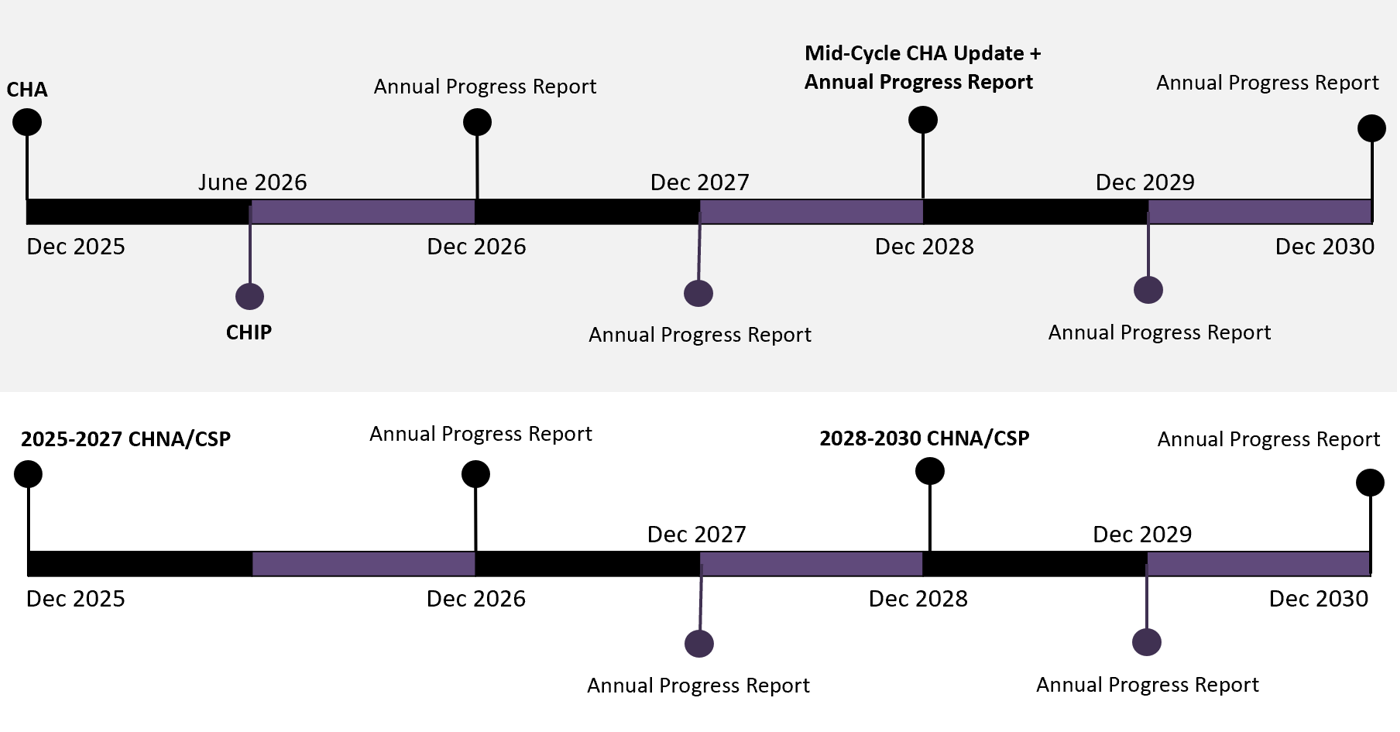 Mid-Cycle CHA Update +
CHA
Annual Progress Report
Annual Progress Report
Annual Progress Report
June 2026
Dec 2027
Dec 2029
Dec 2025
Dec 2026
Dec 2028
Dec 2030
CHIP
Annual Progress Report
Annual Progress Report
2025-2027 CHNA/CSP
Annual Progress Report
2028-2030 CHNA/CSP
Annual Progress Report
Dec 2027
Dec 2029
Dec 2025
Dec 2026
Dec 2028
Dec 2030
Annual Progress Report
Annual Progress Report